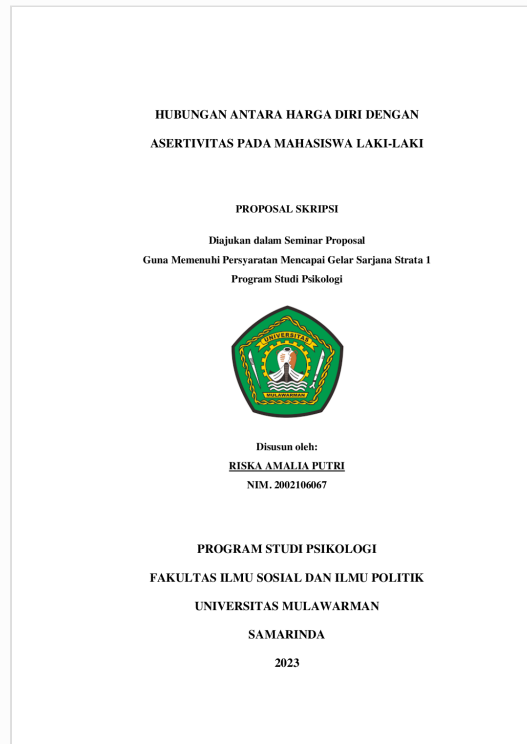 HUBUNGAN ANTARA HARGA DIRI DENGAN
ASERTIVITAS PADA MAHASISWA LAKI-LAKI
PROPOSAL SKRIPSI
Diajukan dalam Seminar Proposal
Guna Memenuhi Persyaratan Mencapai Gelar Sarjana Strata 1
Program Studi Psikologi
UNIVERSITAS
MULAWARMAN
Disusun oleh:
RISKA AMALIA PUTRI
NIM. 2002106067
PROGRAM STUDI PSIKOLOGI
FAKULTAS ILMU SOSIAL DAN ILMU POLITIK
UNIVERSITAS MULAWARMAN
SAMARINDA
2023